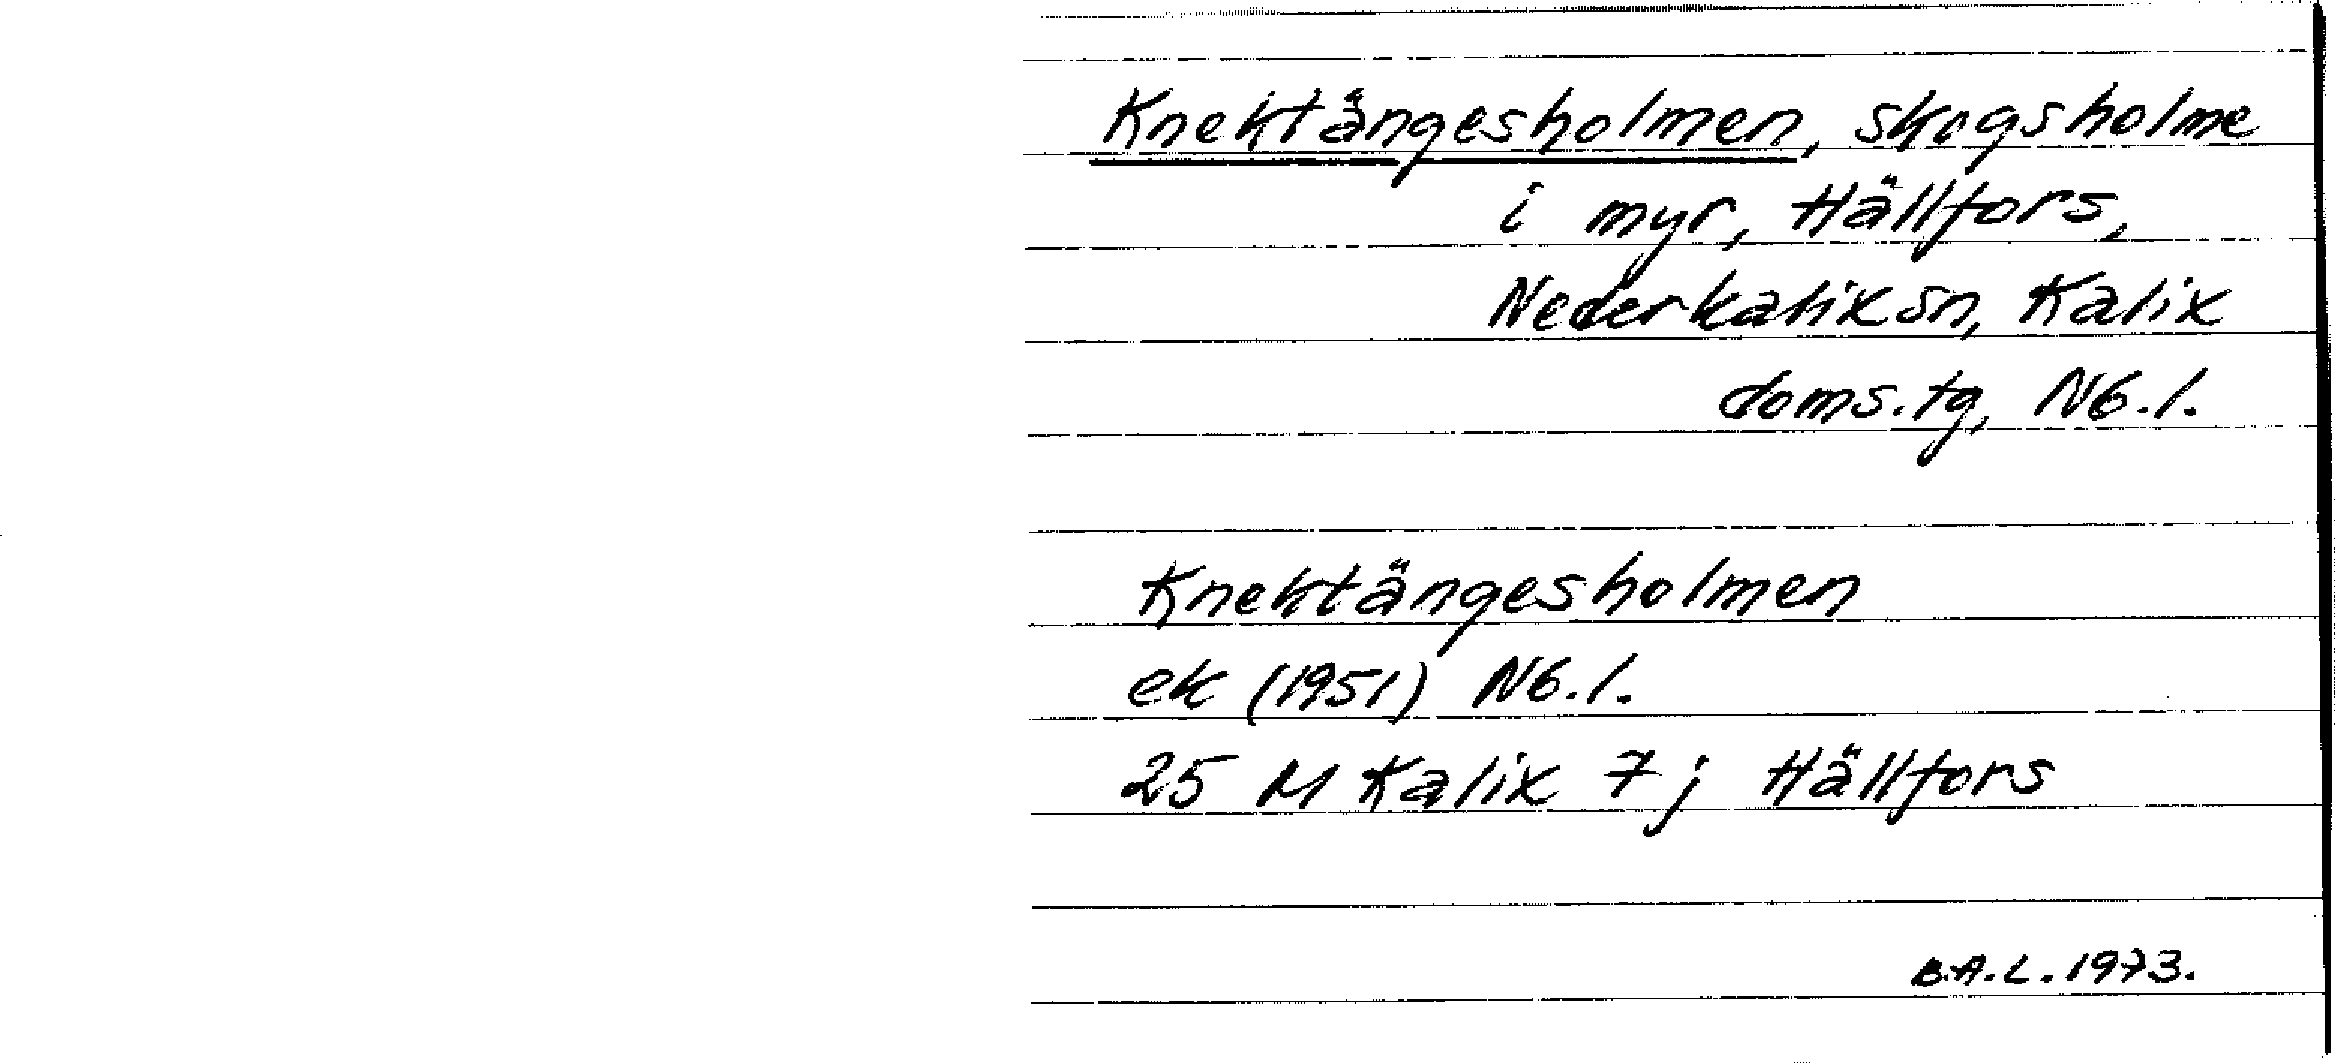 Knektängesholmen, skogsholme
i myr, Hällfors,
Nederkalix sn, Kalix
doms.tg, Nb.l.
Knektängesholmen
ek (1951) Nb.l.
25 M Kalix 7 j Hällfors
B.A.L. 1973.